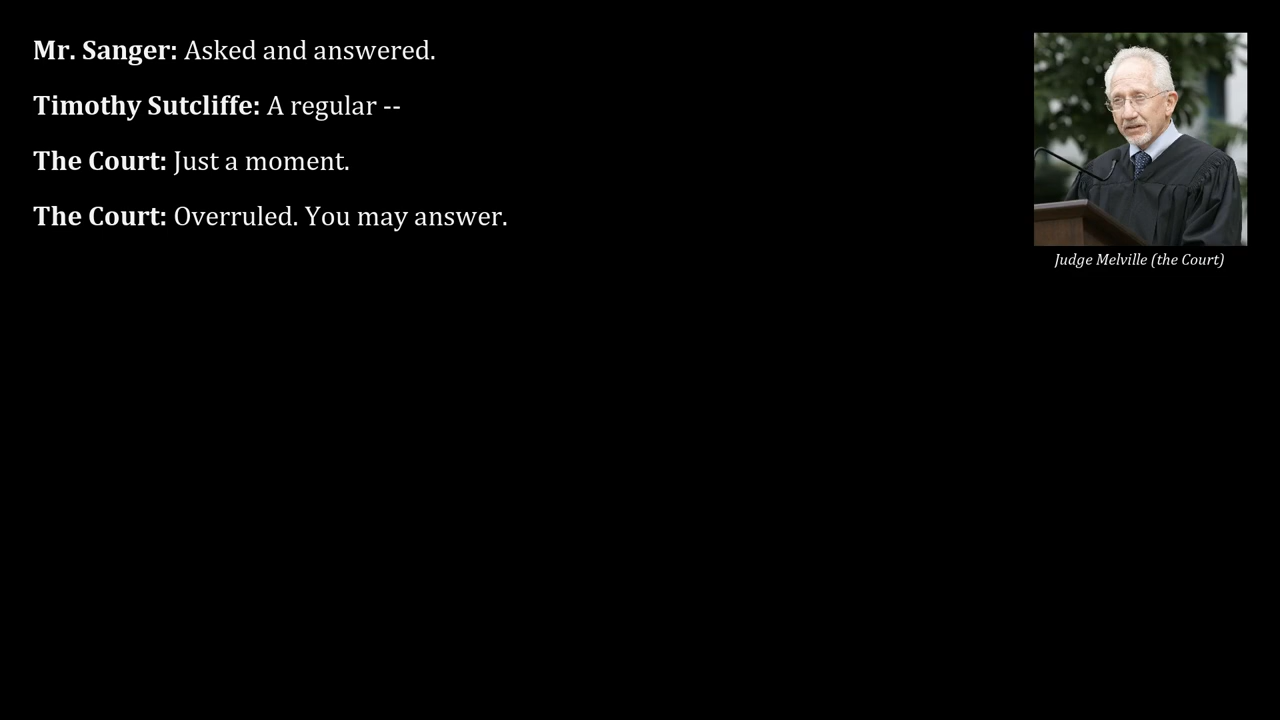 Mr. Sanger: Asked and answered.
Timothy Sutcliffe: A regular --
The Court: Just a moment.
The Court: Overruled. You may answer.
Judge Melville (the Court)